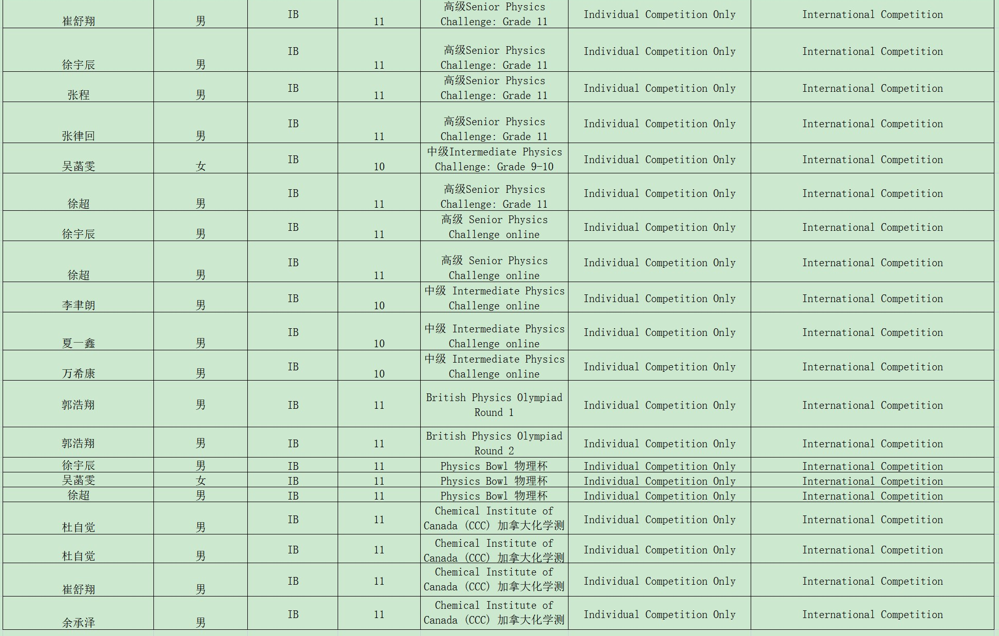 崔舒翔 男 IB 11 高级Senior Physics Challenge: Grade 11 Individual Competition Only International Competition
徐宇辰 男 IB 11 高级Senior Physics Challenge: Grade 11 Individual Competition Only International Competition
张程 男 IB 11 高级Senior Physics Challenge: Grade 11 Individual Competition Only International Competition
张律回 男 IB 11 高级Senior Physics Challenge: Grade 11 Individual Competition Only International Competition
吴菡雯 女 IB 10 中级Intermediate Physics Challenge: Grade 9-10 Individual Competition Only International Competition
徐超 男 IB 11 高级Senior Physics Challenge: Grade 11 Individual Competition Only International Competition
徐宇辰 男 IB 11 高级 Senior Physics Challenge online Individual Competition Only International Competition
徐超 男 IB 11 高级 Senior Physics Challenge online Individual Competition Only International Competition
李聿朗 男 IB 10 中级 Intermediate Physics Challenge online Individual Competition Only International Competition
夏一鑫 男 IB 10 中级 Intermediate Physics Challenge online Individual Competition Only International Competition
万希康 男 IB 10 中级 Intermediate Physics Challenge online Individual Competition Only International Competition
郭浩翔 男 IB 11 British Physics Olympiad Round 1 Individual Competition Only International Competition
郭浩翔 男 IB 11 British Physics Olympiad Round 2 Individual Competition Only International Competition
徐宇辰 男 IB 11 Physics Bowl 物理杯 Individual Competition Only International Competition
吴菡雯 女 IB 11 Physics Bowl 物理杯 Individual Competition Only International Competition
徐超 男 IB 11 Physics Bowl 物理杯 Individual Competition Only International Competition
杜自觉 男 IB 11 Chemical Institute of Canada (CCC) 加拿大化学测 Individual Competition Only International Competition
杜自觉 男 IB 11 Chemical Institute of Canada (CCC) 加拿大化学测 Individual Competition Only International Competition
崔舒翔 男 IB 11 Chemical Institute of Canada (CCC) 加拿大化学测 Individual Competition Only International Competition
余承泽 男 IB 11 Chemical Institute of Canada (CCC) 加拿大化学测 Individual Competition Only International Competition